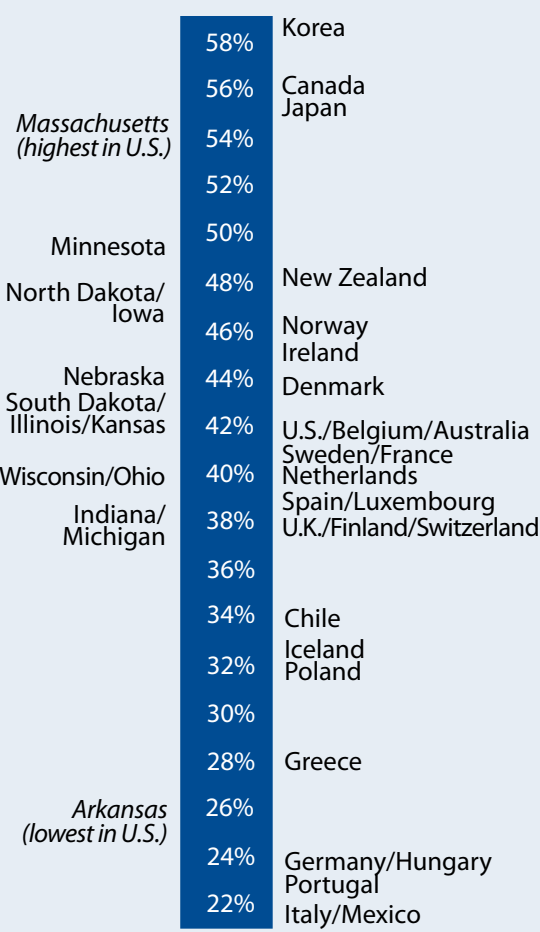 Korea
58%
56%
Canada
Japan
Massachusetts
(highest in U.S.)
54%
52%
50%
Minnesota
48%
New Zealand
North Dakota/
Iowa
46%
Norway
Ireland
Nebraska
44%
Denmark
South Dakota/
Illinois/Kansas
42%
U.S./Belgium/Australia
Sweden/France
Wisconsin/Ohio
40%
Netherlands
Spain/Luxembourg
Indiana/
Michigan
38%
U.K./Finland/Switzerland
36%
34%
Chile
Iceland
32%
Poland
30%
28%
Greece
Arkansas
(lowest in U.S.)
26%
24%
Germany/Hungary
Portugal
22%
Italy/Mexico